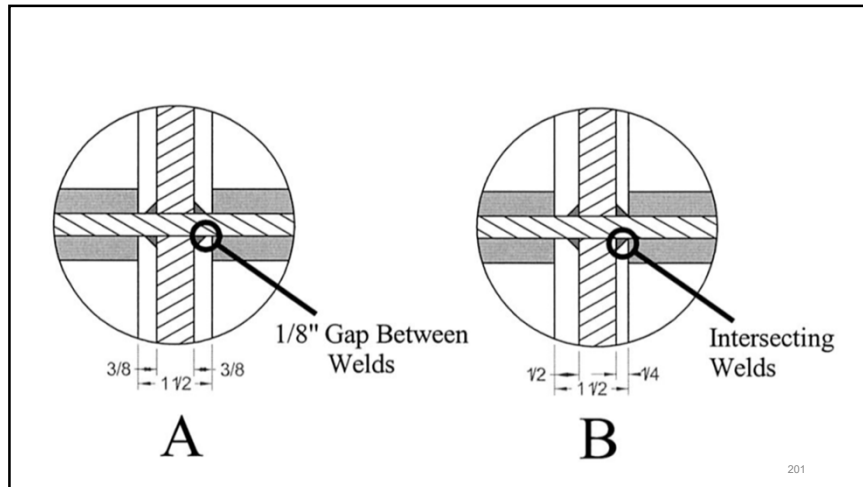 1/8" Gap Between
Welds
3/8
3/8
1 1/2
A
Intersecting
Welds
1/2
1/4
1 1/2
B
201